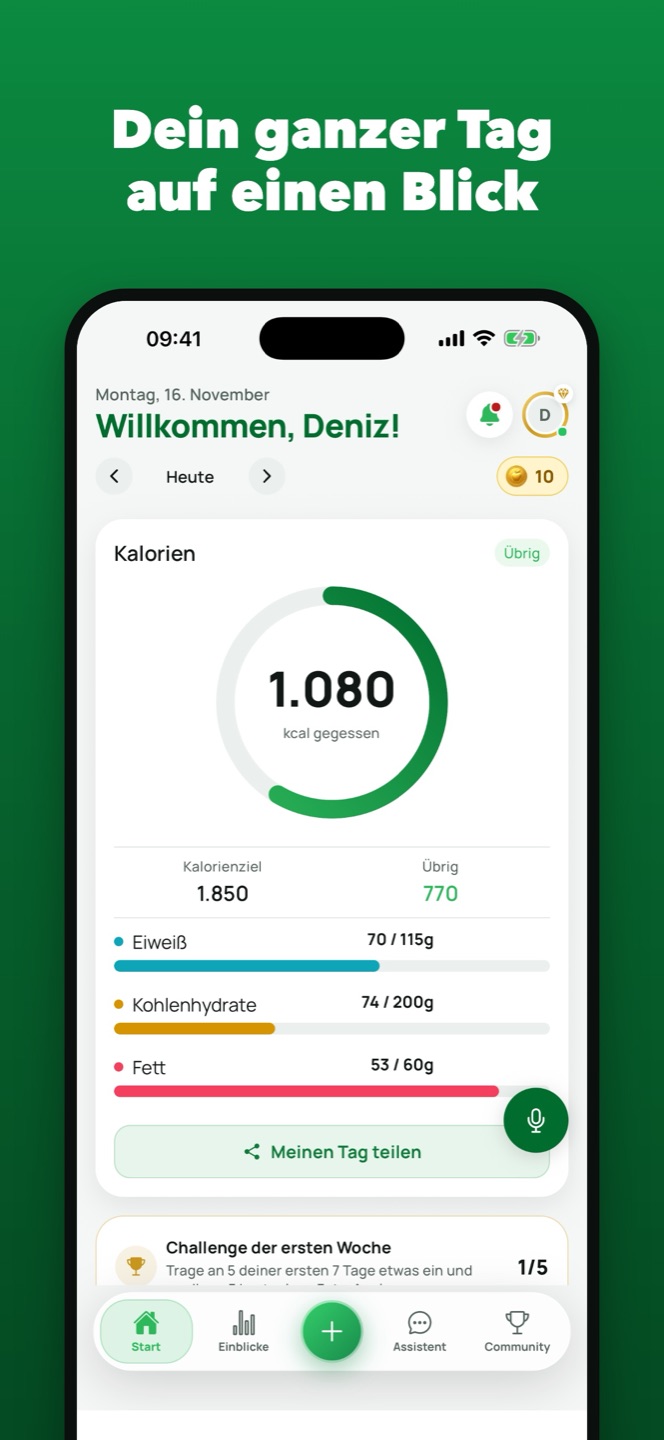 Dein ganzer Tag
auf einen Blick
09:41
Montag, 16. November
Willkommen, Deniz!
D
Heute
10
Kalorien
Übrig
1.080
kcal gegessen
Kalorienziel
Übrig
1.850
770
Eiweiß
70 / 115g
Kohlenhydrate
74 / 200g
Fett
53 / 60g
Meinen Tag teilen
Challenge der ersten Woche
Trage an 5 deiner ersten 7 Tage etwas ein und
1/5
Start
Einblicke
Assistent
Community